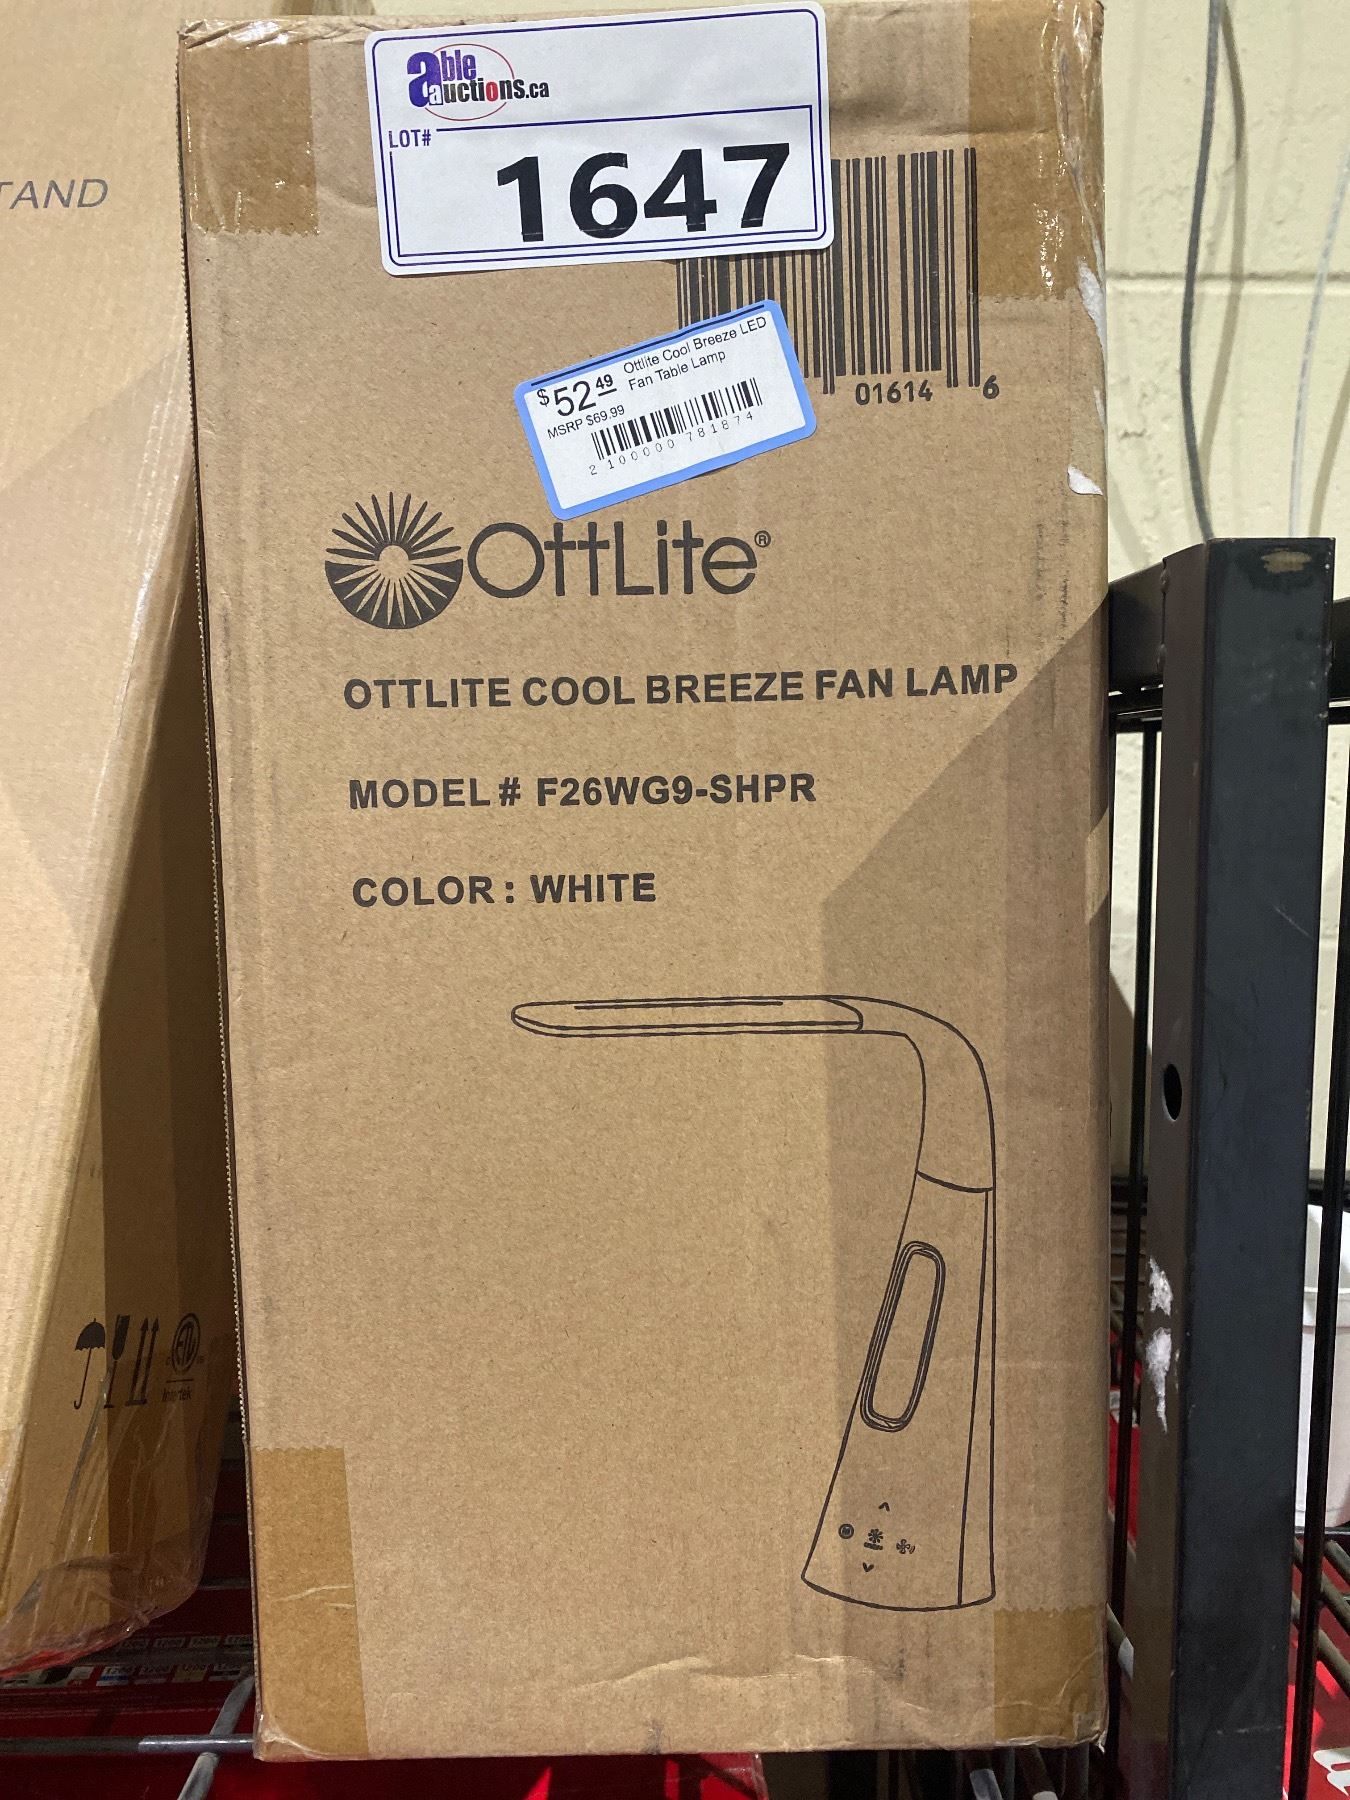 able
auctions.ca
LOT#
1647
01614 6
$52.49 Ottlite Cool Breeze LED
MSRP $69.99 Fan Table Lamp
2 100000 781874
OttLite®
OTTLITE COOL BREEZE FAN LAMP
MODEL# F26WG9-SHPR
COLOR: WHITE
TAND
Intertek